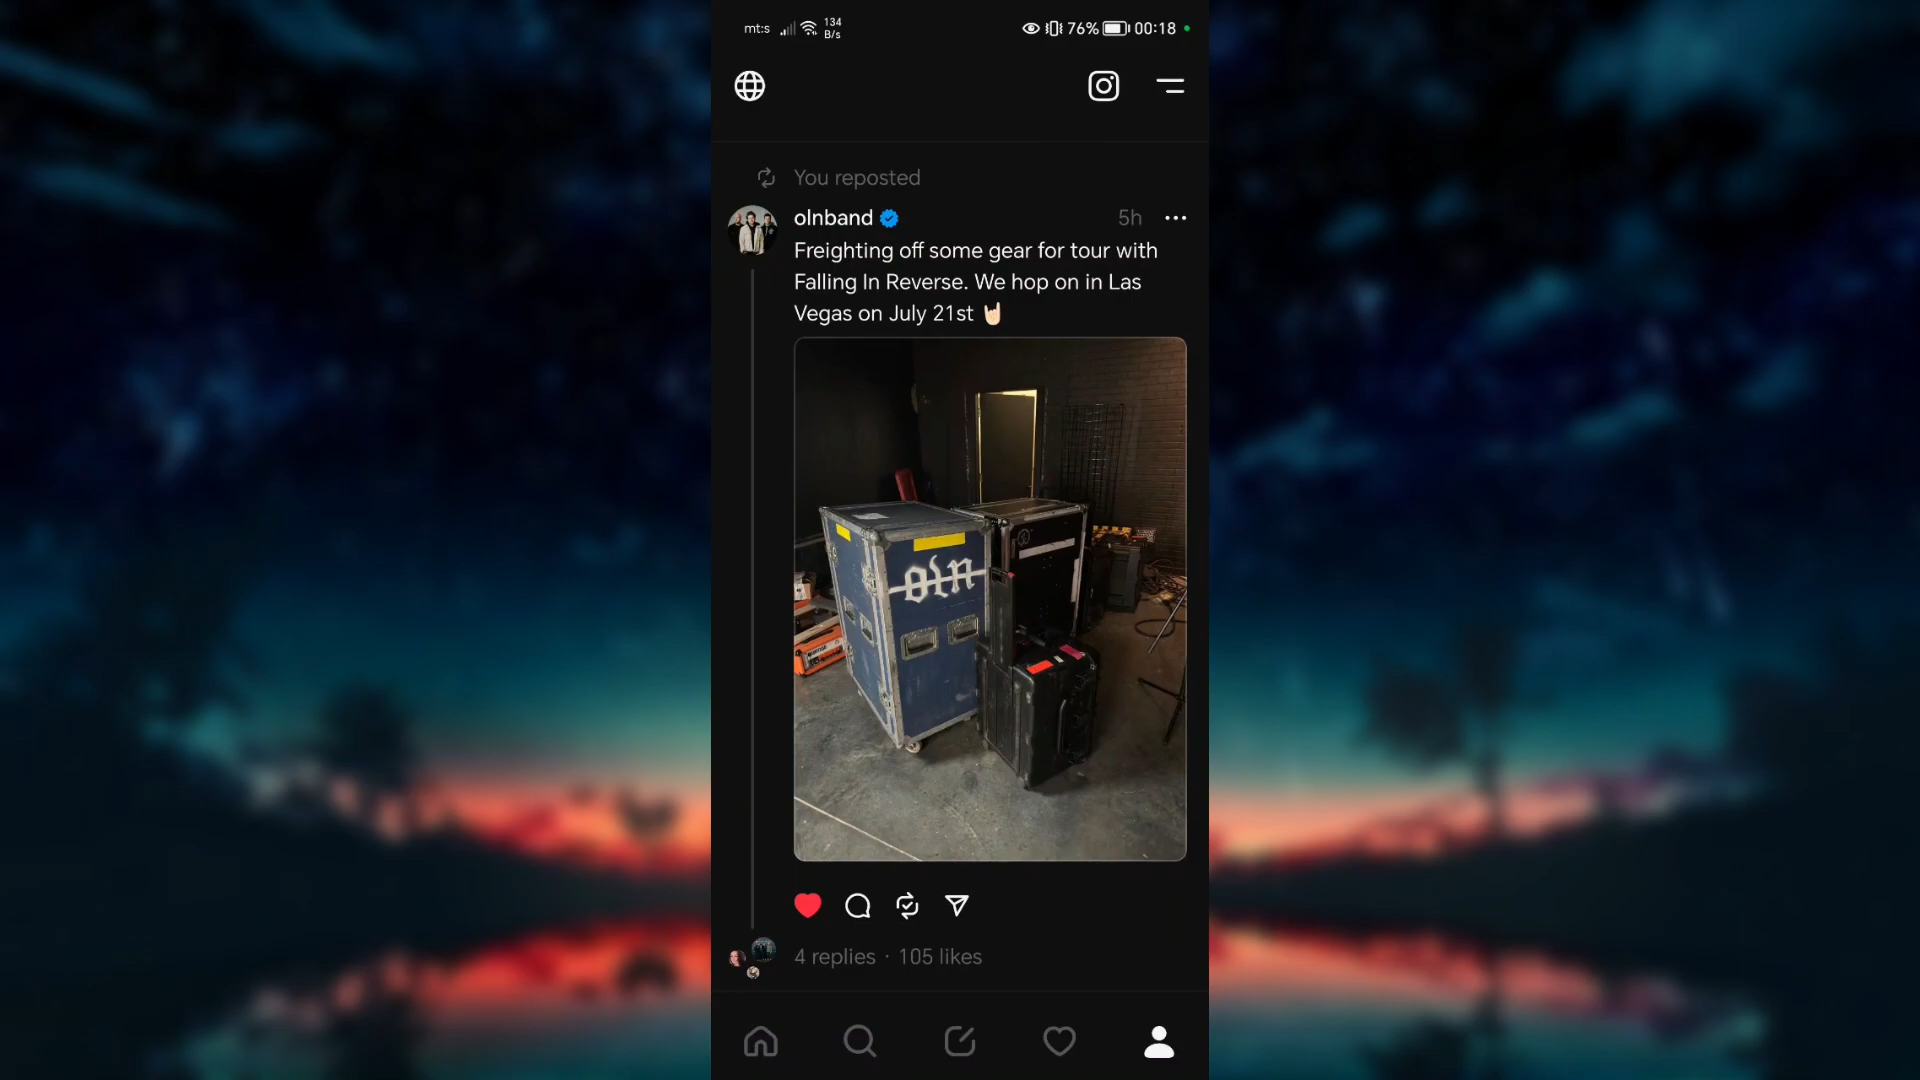 mt:s 134 B/s 76% 00:18
You reposted
olnband 5h
Freighting off some gear for tour with
Falling In Reverse. We hop on in Las
Vegas on July 21st 🤘🏻
oln
4 replies · 105 likes